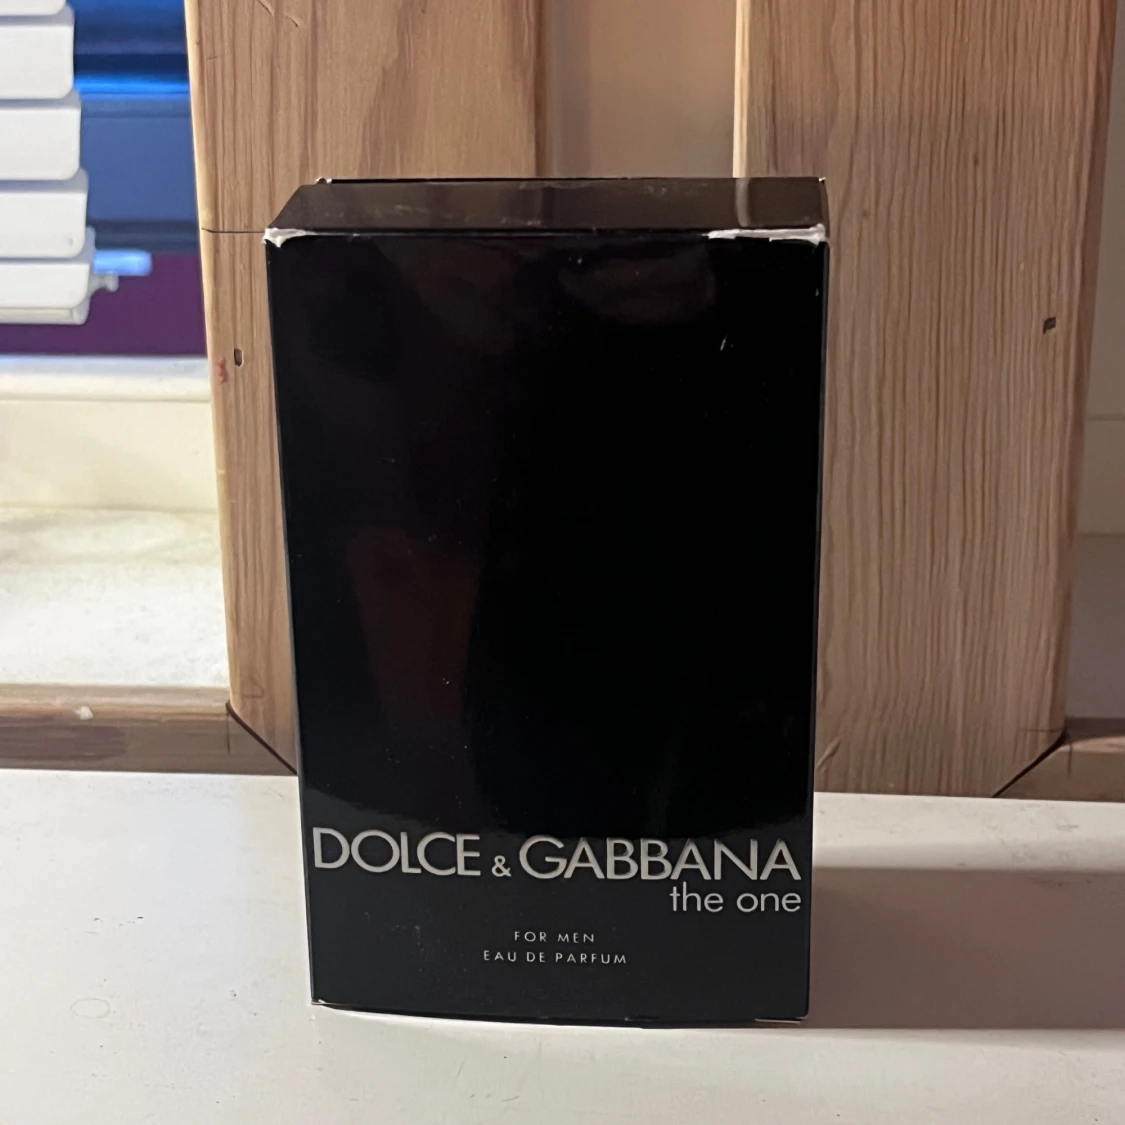 DOLCE & GABBANA
the one
FOR MEN
EAU DE PARFUM